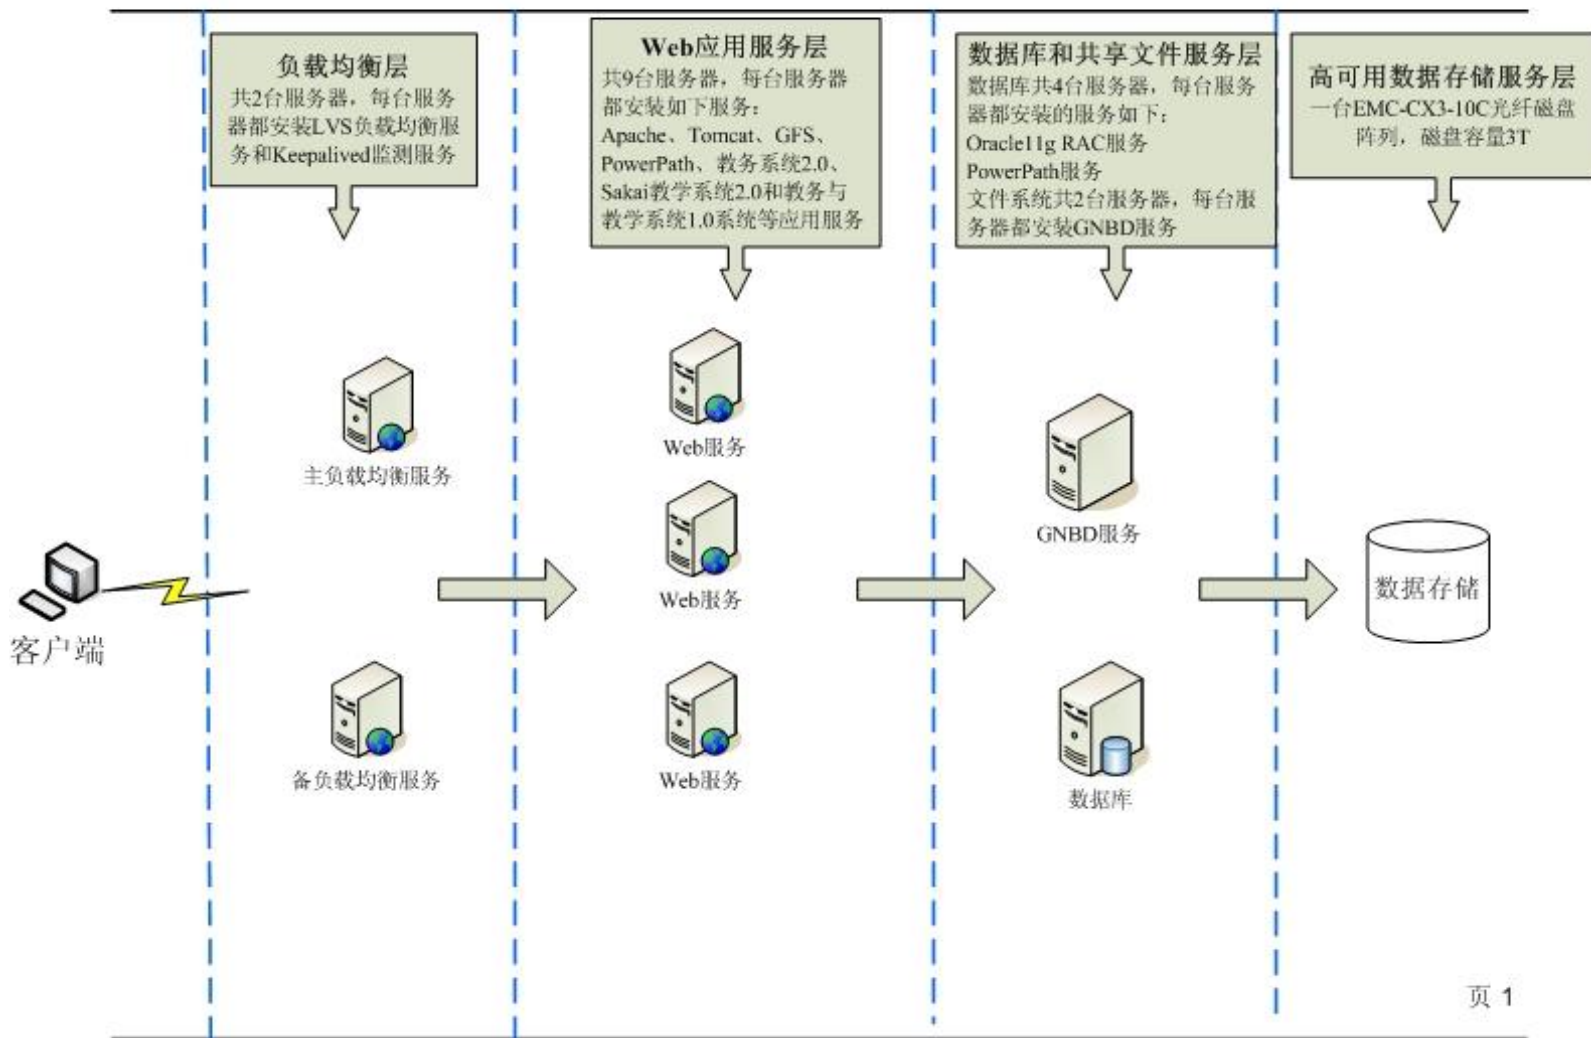 负载均衡层
共2台服务器，每台服务
器都安装LVS负载均衡服
务和Keepalived监测服务
Web应用服务层
共9台服务器，每台服务器
都安装如下服务：
Apache、Tomcat、GFS、
PowerPath、教务系统2.0、
Sakai教学系统2.0和教务与
教学系统1.0系统等应用服务
数据库和共享文件服务层
数据库共4台服务器，每台服务
器都安装的服务如下：
Oracle11g RAC服务
PowerPath服务
文件系统共2台服务器，每台服
务器都安装GNBD服务
高可用数据存储服务层
一台EMC-CX3-10C光纤磁盘
阵列，磁盘容量3T
客户端
主负载均衡服务
备负载均衡服务
Web服务
Web服务
Web服务
GNBD服务
数据库
数据存储
页 1